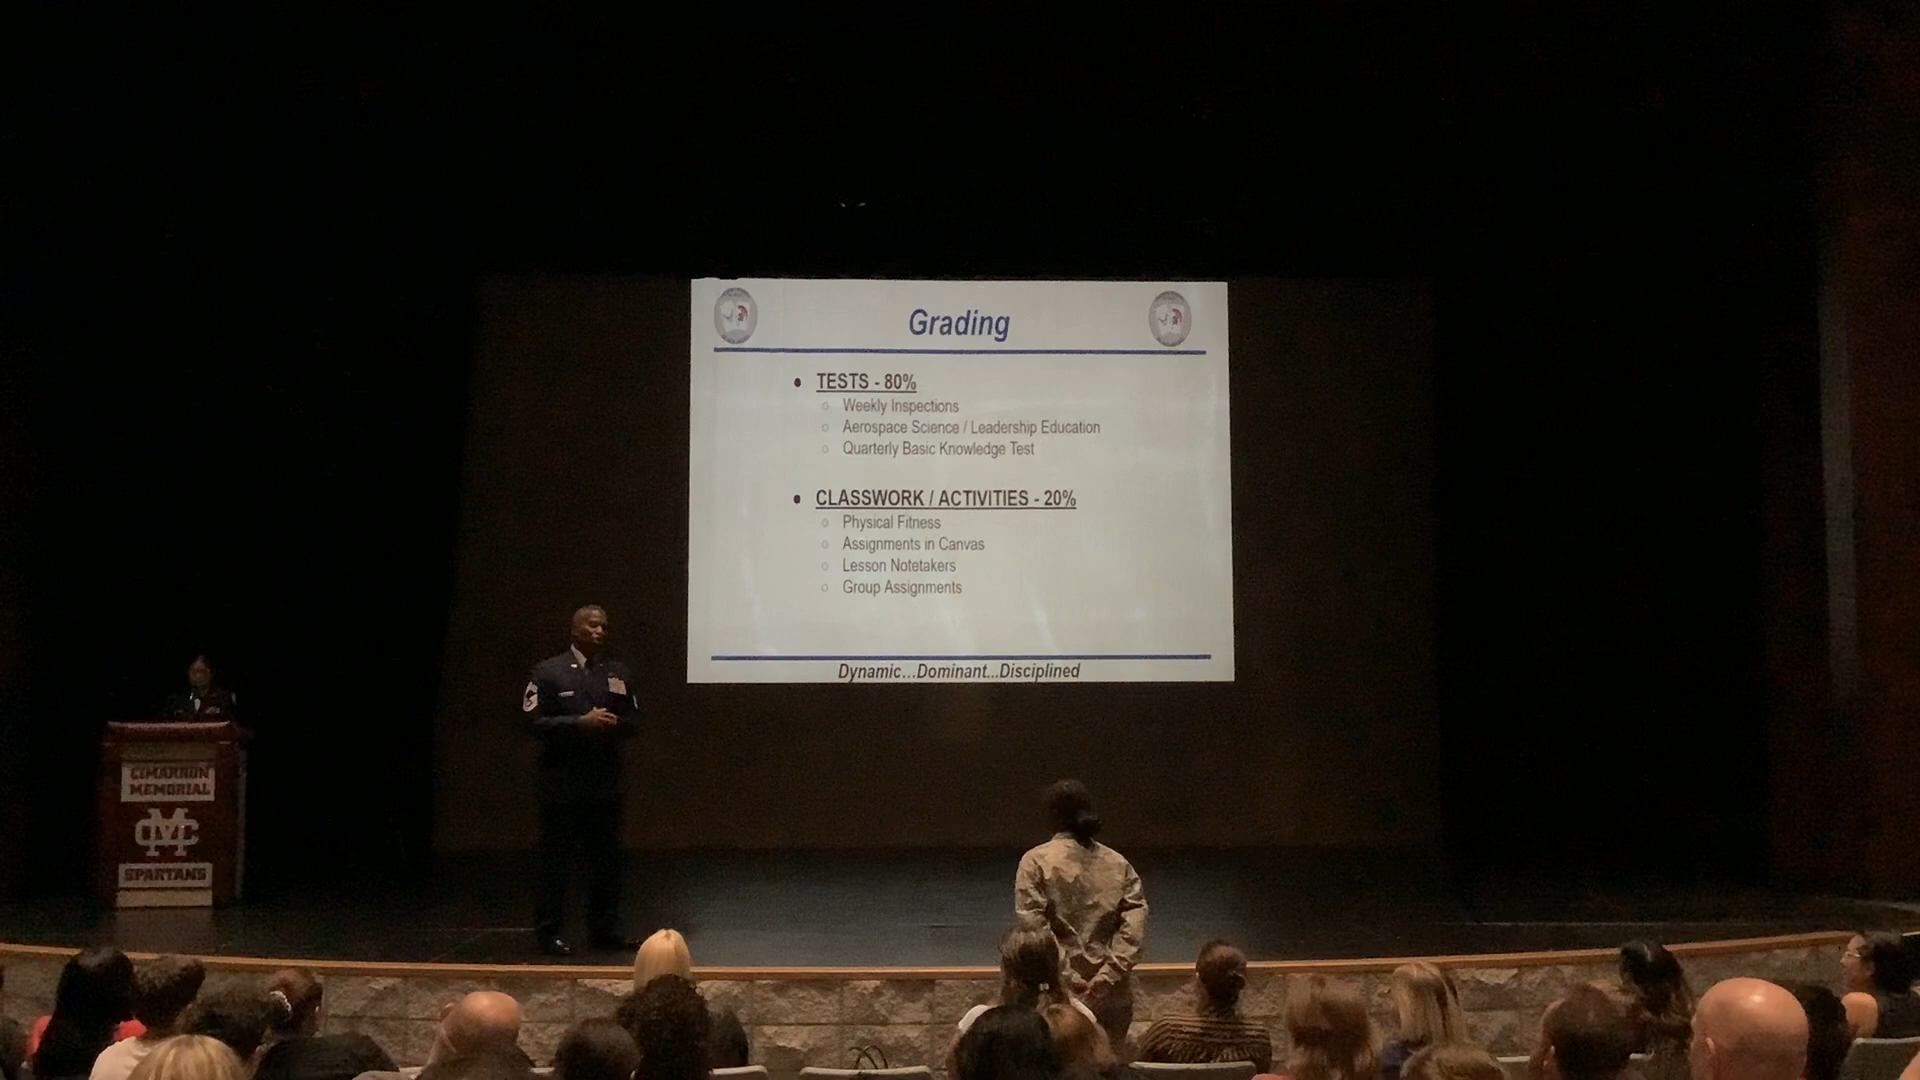 Grading
● TESTS - 80%
○ Weekly Inspections
○ Aerospace Science / Leadership Education
○ Quarterly Basic Knowledge Test
● CLASSWORK / ACTIVITIES - 20%
○ Physical Fitness
○ Assignments in Canvas
○ Lesson Notetakers
○ Group Assignments
Dynamic...Dominant...Disciplined
CIMARRON
MEMORIAL
CM
SPARTANS